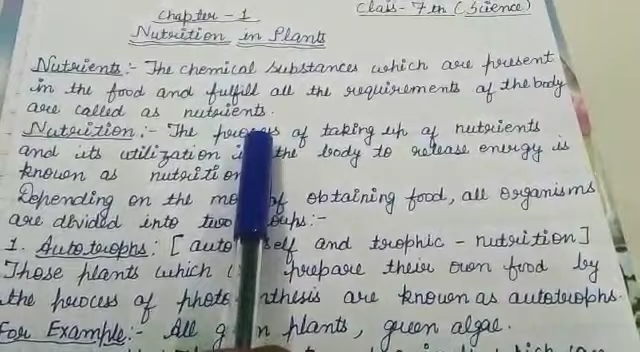 Chapter - 1
Class - 7th (Science)
Nutrition in Plants
Nutrients:- The chemical substances which are present
in the food and fulfill all the requirements of the body
are called as nutrients.
Nutrition:- The process of taking up of nutrients
and its utilization the body to release energy is
known as
Depending on the of obtaining food, all organisms
are divided into
1. Autotrophs: [auto self and trophic - nutrition]
Those plants which prepare their own food by
the process of are known as autotrophs.
For Example:- All plants, green algae.